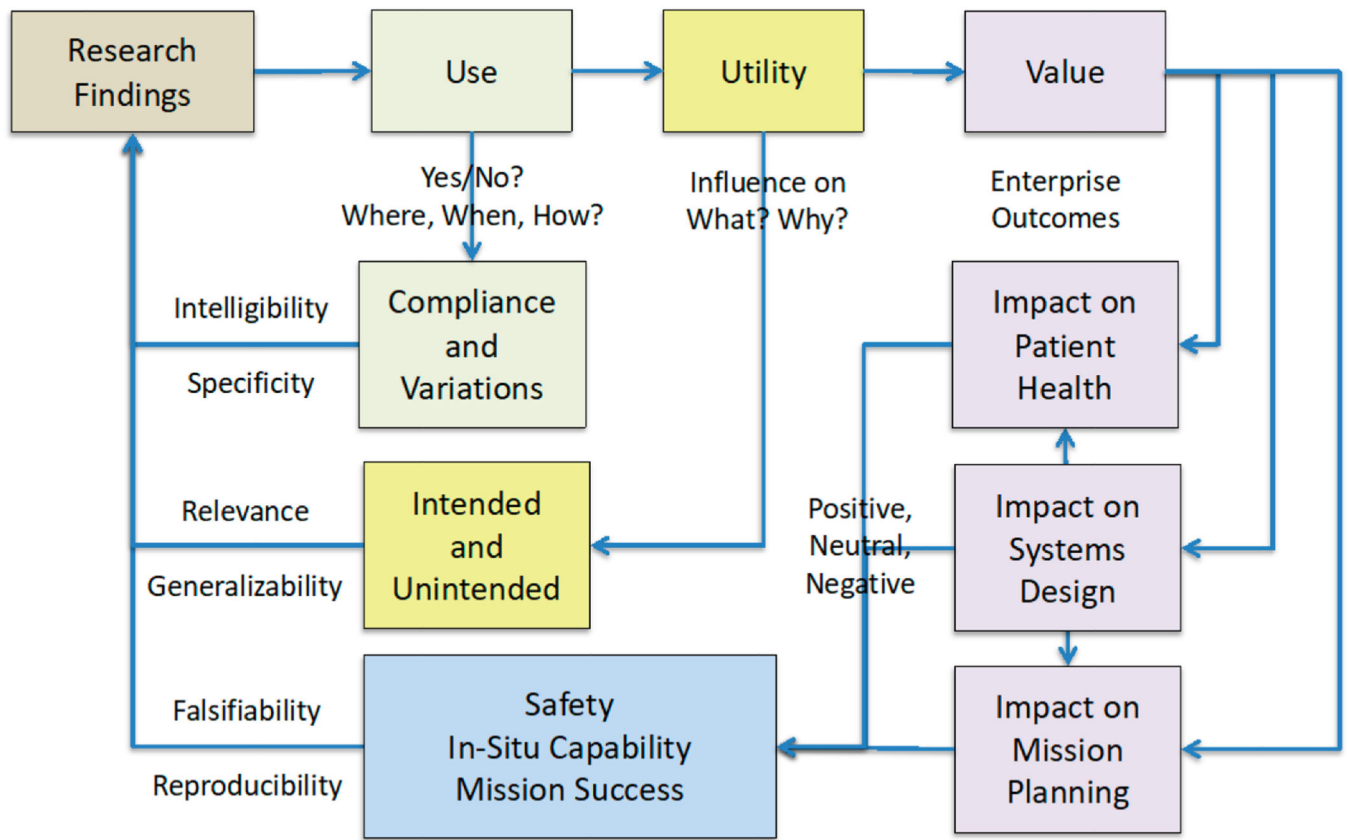 Research
Findings
Use
Utility
Value
Yes/No?
Where, When, How?
Influence on
What? Why?
Enterprise
Outcomes
Intelligibility
Specificity
Compliance
and
Variations
Impact on
Patient
Health
Relevance
Generalizability
Intended
and
Unintended
Positive,
Neutral,
Negative
Impact on
Systems
Design
Falsifiability
Reproducibility
Safety
In-Situ Capability
Mission Success
Impact on
Mission
Planning